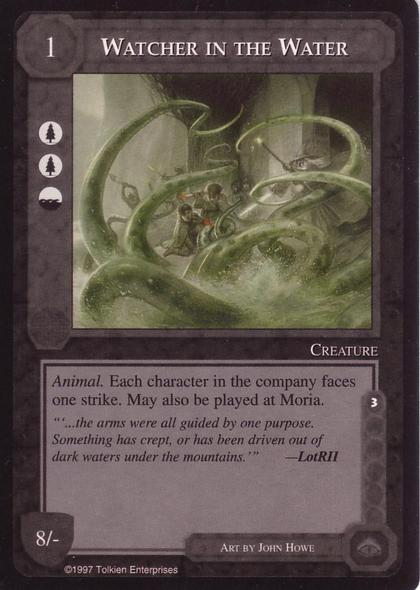 1
WATCHER IN THE WATER
CREATURE
Animal. Each character in the company faces
one strike. May also be played at Moria.
"'...the arms were all guided by one purpose.
Something has crept, or has been driven out of
dark waters under the mountains.'" —LotRII
3
8/-
ART BY JOHN HOWE
©1997 Tolkien Enterprises